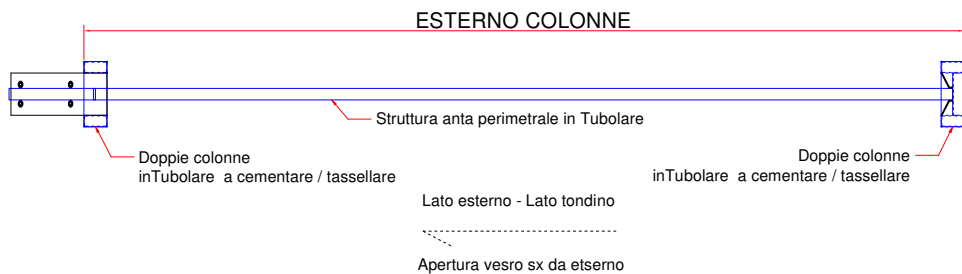 ESTERNO COLONNE
Struttura anta perimetrale in Tubolare
Doppie colonne
inTubolare a cementare / tassellare
Doppie colonne
inTubolare a cementare / tassellare
Lato esterno - Lato tondino
Apertura vesro sx da etserno